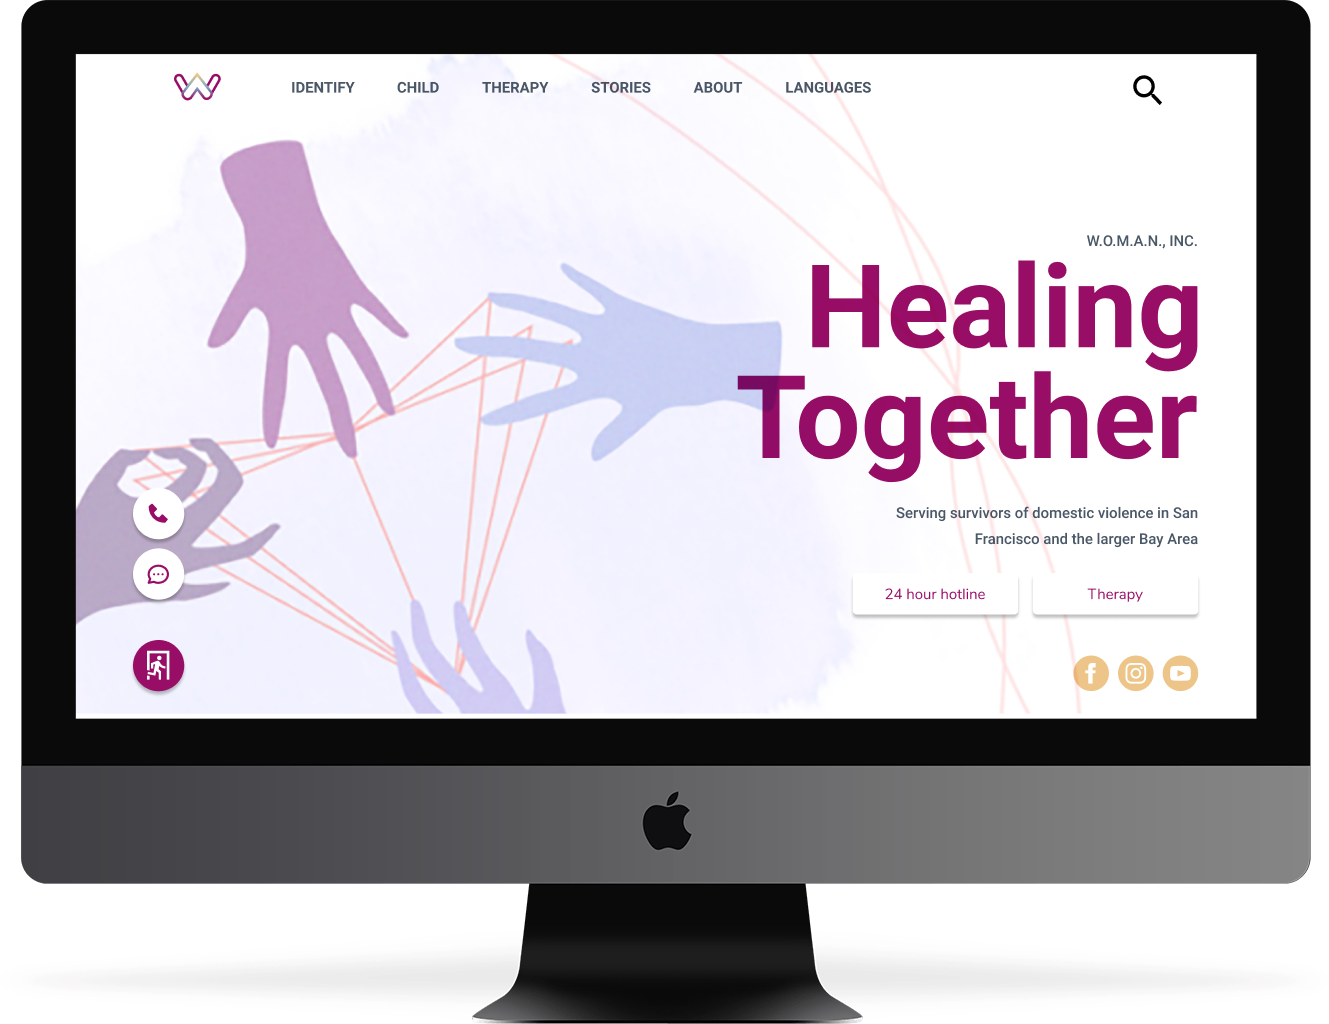 IDENTIFY CHILD THERAPY STORIES ABOUT LANGUAGES
W.O.M.A.N., INC.
Healing
Together
Serving survivors of domestic violence in San
Francisco and the larger Bay Area
24 hour hotline Therapy